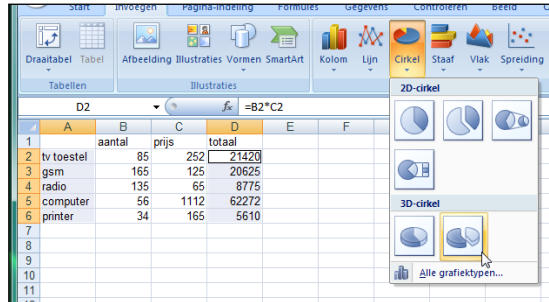 Start Invoegen Pagina-indeling Formules Gegevens Controleren Beeld
Draaitabel Tabel Afbeelding Illustraties Vormen SmartArt Kolom Lijn Cirkel Staaf Vlak Spreiding
Tabellen Illustraties
D2 fx =B2*C2
A B C D E F
1 aantal prijs totaal
2 tv toestel 85 252 21420
3 gsm 165 125 20625
4 radio 135 65 8775
5 computer 56 1112 62272
6 printer 34 165 5610
7
8
9
10
11
2D-cirkel
3D-cirkel
Alle grafiektypen...